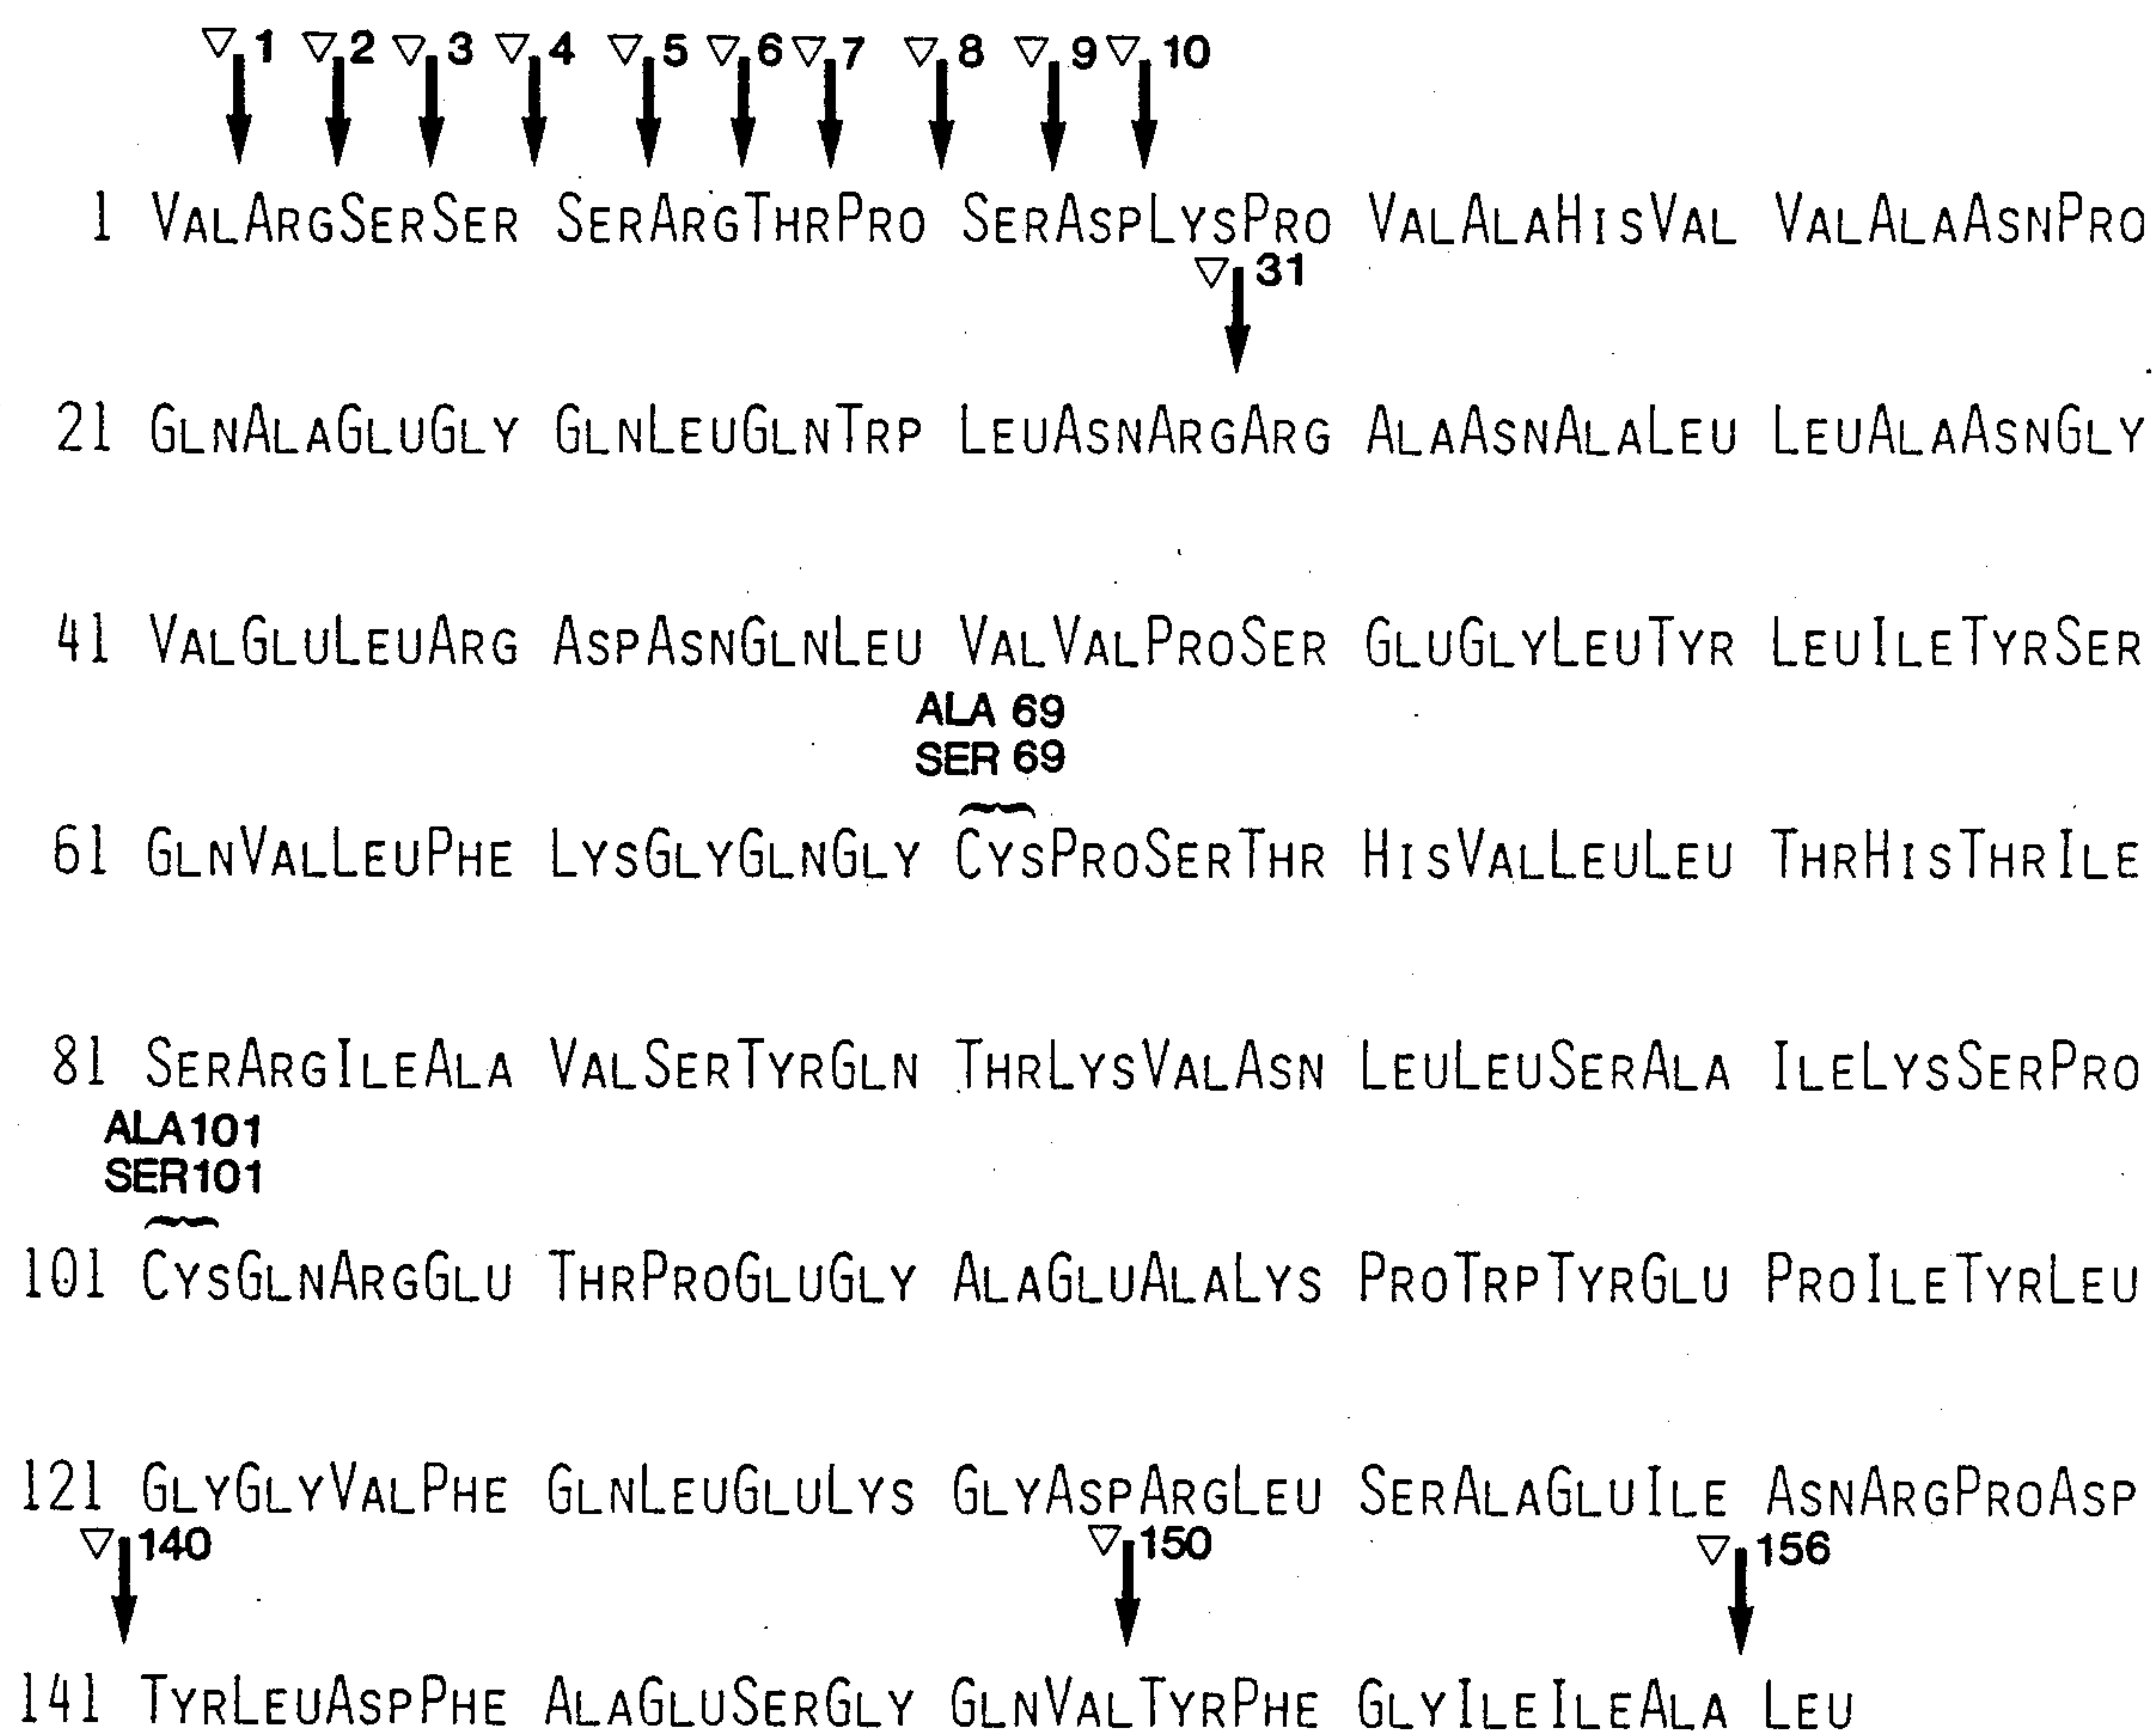 ▽1 ▽2 ▽3 ▽4 ▽5 ▽6 ▽7 ▽8 ▽9 ▽10
1 VALARGSERSER SERARGTHRPRO SERASPLYSPRO VALALAHISVAL VALALAASNPRO
▽31
21 GLNALAGLUGLY GLNLEUGLNTRP LEUASNARGARG ALAASNALALEU LEUALAASNGLY
41 VALGLULEUARG ASPASNGLNLEU VALVALPROSER GLUGLYLEUTYR LEUILETYRSER
ALA 69
SER 69
61 GLNVALLEUPHE LYSGLYGLNGLY CYSPROSERTHR HISVALLEULEU THRHISTHRILE
81 SERARGILEALA VALSERTYRGLN THRLYSVALASN LEULEUSERALA ILELYSSERPRO
ALA101
SER101
101 CYSGLNARGGLU THRPROGLUGLY ALAGLUALALYS PROTRPTYRGLU PROILETYRLEU
121 GLYGLYVALPHE GLNLEUGLULYS GLYASPARGLEU SERALAGLUILE ASNARGPROASP
▽140 ▽150 ▽156
141 TYRLEUASPPHE ALAGLUSERGLY GLNVALTYRPHE GLYILEILEALA LEU